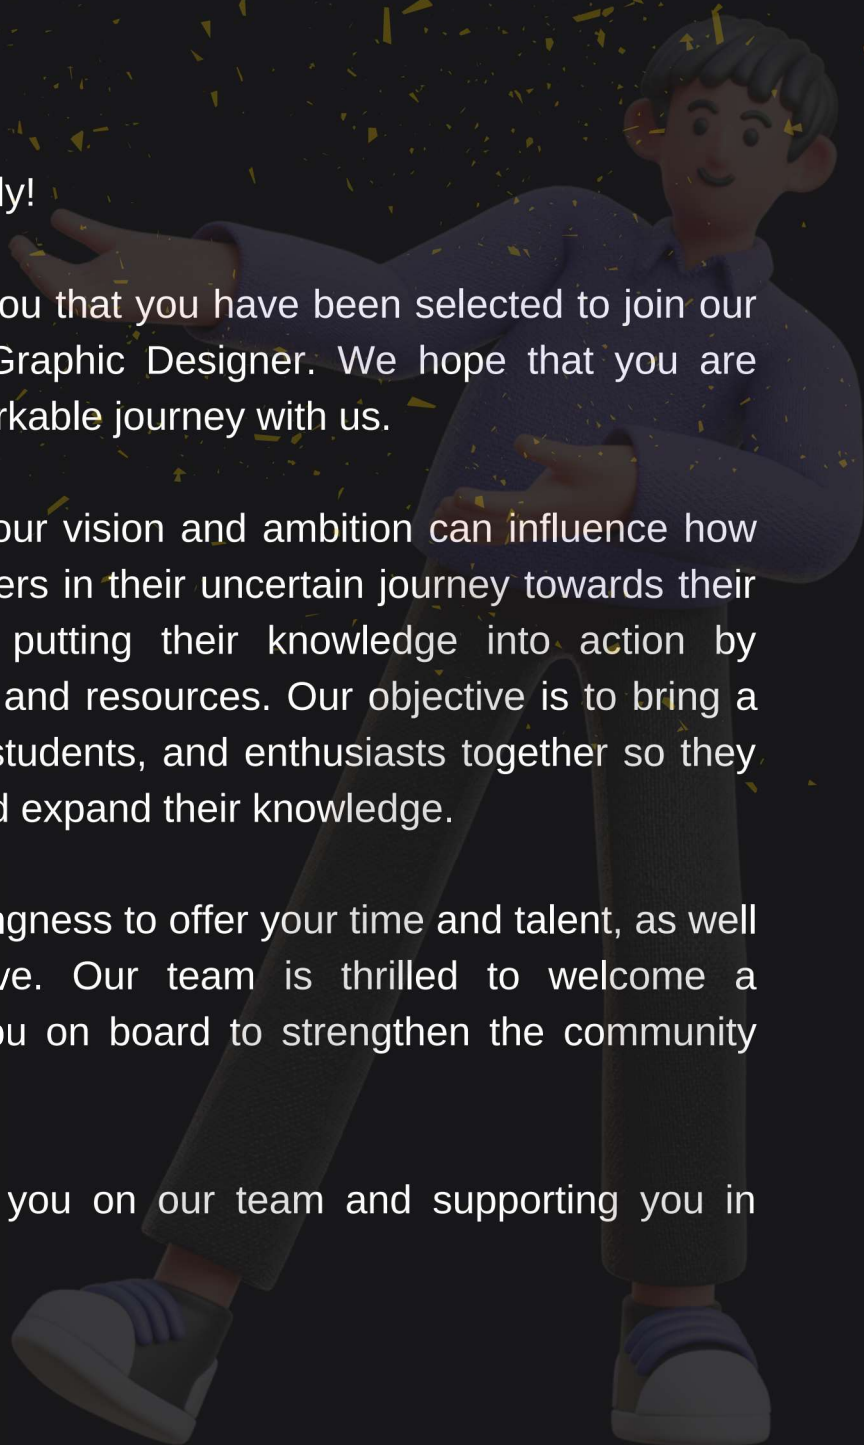 ly!
ou that you have been selected to join our
Graphic Designer. We hope that you are
rkable journey with us.
our vision and ambition can influence how
ers in their uncertain journey towards their
putting their knowledge into action by
and resources. Our objective is to bring a
students, and enthusiasts together so they
d expand their knowledge.
ngness to offer your time and talent, as well
ve. Our team is thrilled to welcome a
ou on board to strengthen the community
you on our team and supporting you in